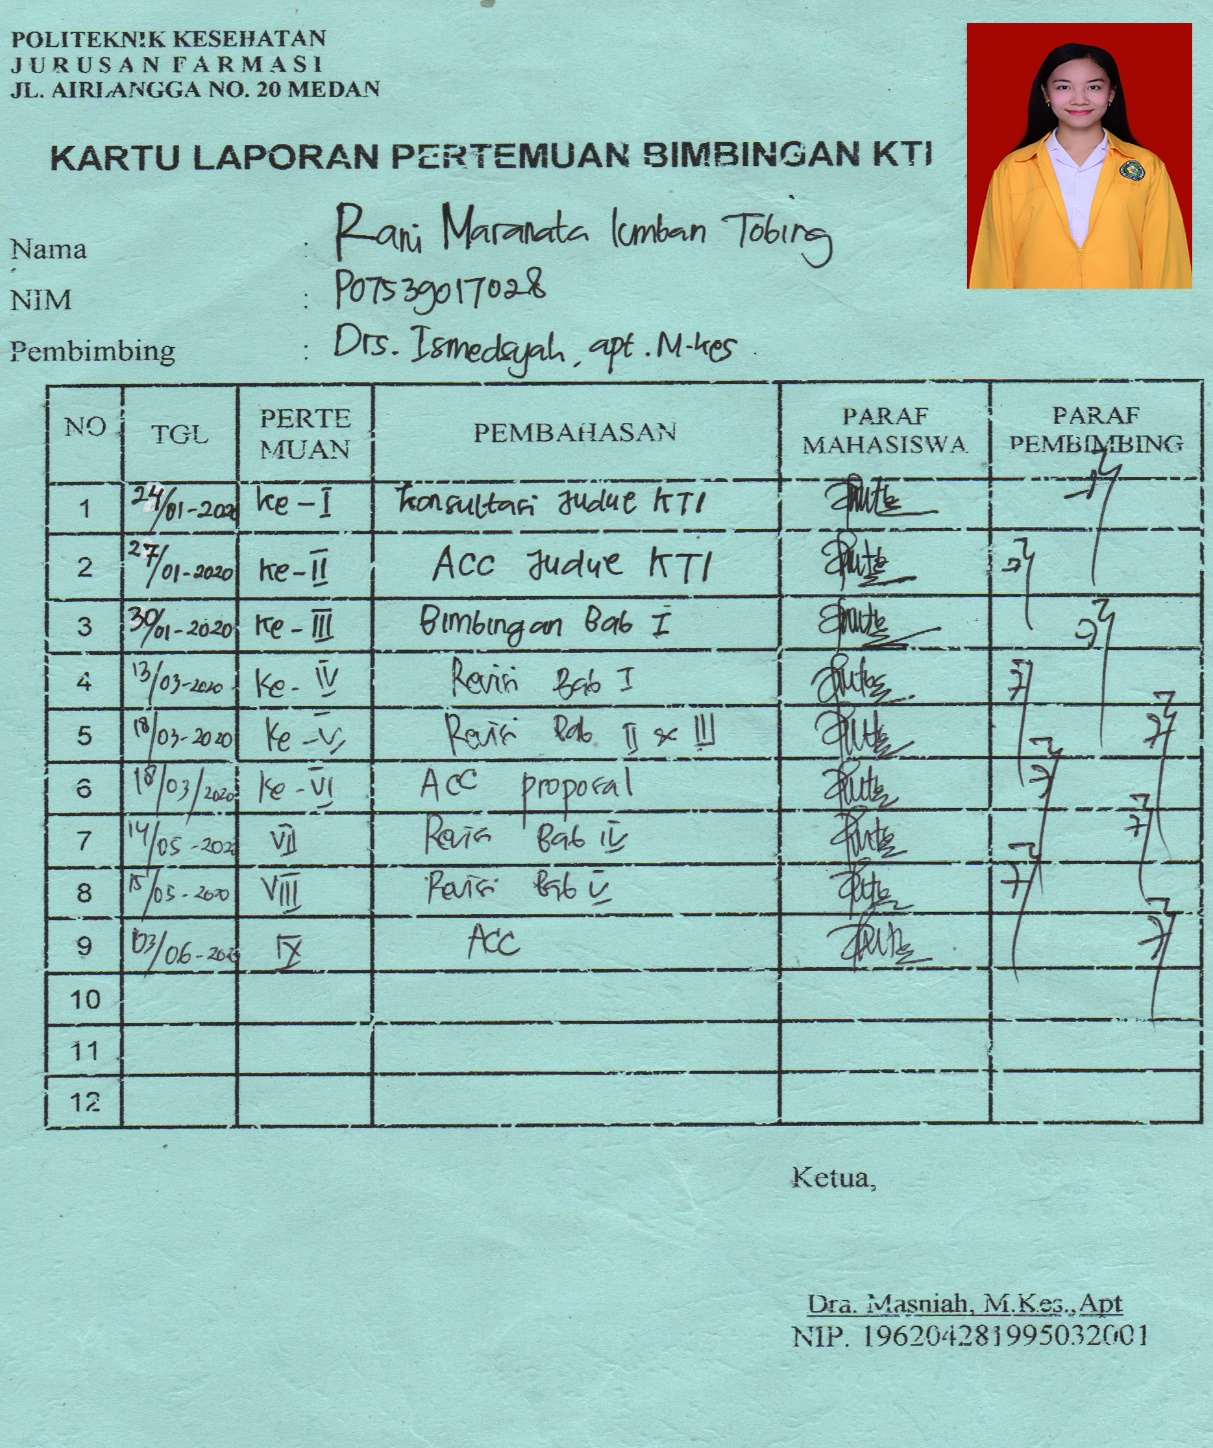 POLITEKNIK KESEHATAN
JURUSAN FARMASI
JL. AIRLANGGA NO. 20 MEDAN
KARTU LAPORAN PERTEMUAN BIMBINGAN KTI
Nama : Rani Maranata lumban Tobing
NIM : P07539017028
Pembimbing : Drs. Ismedsyah, apt. M-kes
NO TGL PERTE MUAN PEMBAHASAN PARAF MAHASISWA PARAF PEMBIMBING
1 24/01-2020 Ke-I Konsultasi Judul KTI
2 27/01-2020 Ke-II ACC Judul KTI
3 30/01-2020 Ke-III Bimbingan Bab I
4 13/03-2020 Ke-IV Revisi Bab I
5 18/03-2020 Ke-V Revisi Bab II & III
6 18/03/2020 Ke-VI ACC proposal
7 14/05-2020 VII Revisi Bab IV
8 15/05-2020 VIII Revisi Bab V
9 03/06-2020 IX ACC
10
11
12
Ketua,
Dra. Masniah, M.Kes., Apt
NIP. 196204281995032001